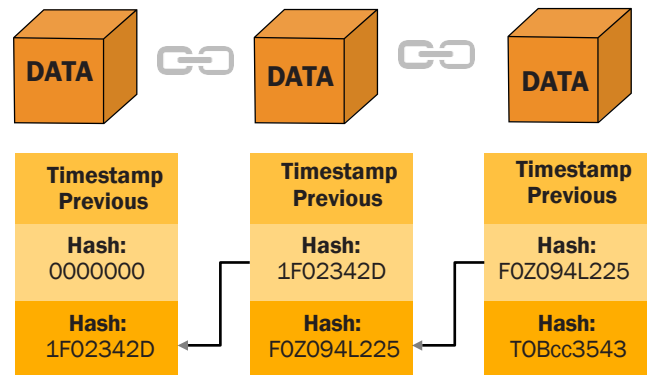 DATA
DATA
DATA
Timestamp
Previous
Hash:
0000000
Hash:
1F02342D
Timestamp
Previous
Hash:
1F02342D
Hash:
F0Z094L225
Timestamp
Previous
Hash:
F0Z094L225
Hash:
TOBcc3543